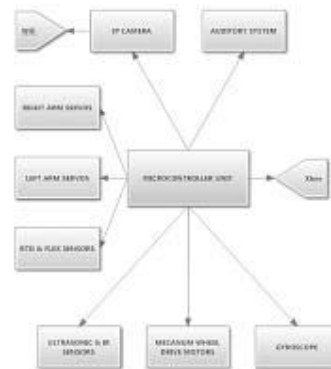 IP CAMERA
AUDITORY SYSTEM
RIGHT ARM SERVOS
LEFT ARM SERVOS
MICROCONTROLLER UNIT
XBee
& FLEX SENSORS
ULTRASONIC & IR
SENSORS
MECANUM WHEEL
DRIVE MOTORS
GYROSCOPE